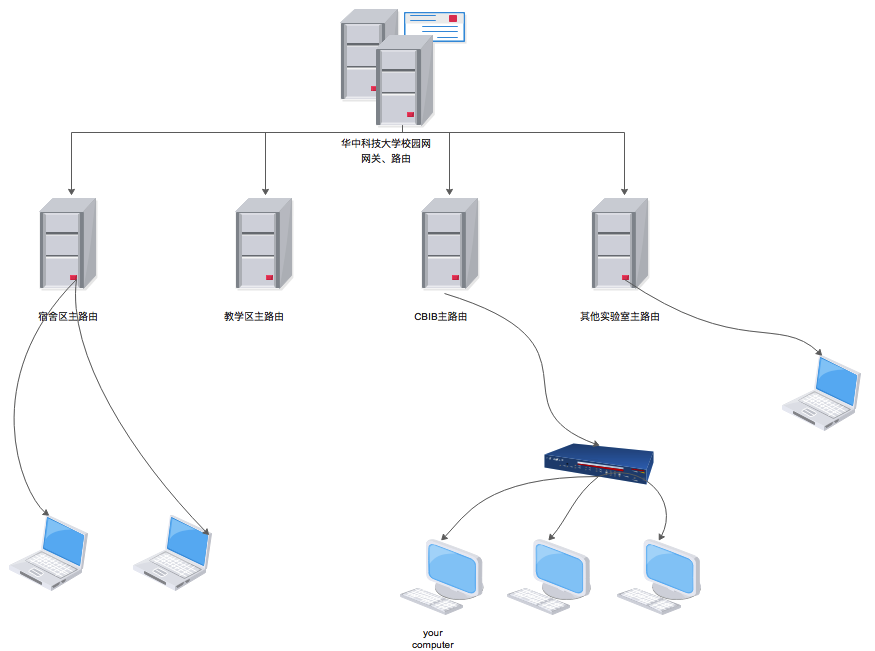 华中科技大学校园网
网关、路由
宿舍区主路由
教学区主路由
CBIB主路由
其他实验室主路由
your
computer